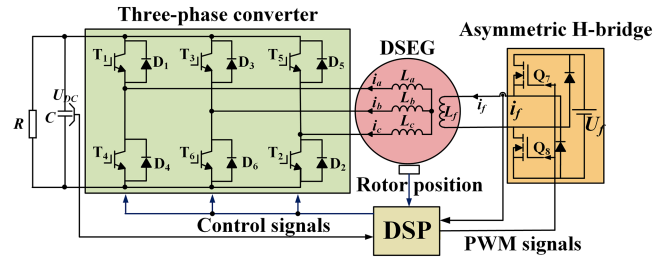 Three-phase converter
DSEG
Asymmetric H-bridge
T1
D1
T3
D3
T5
D5
Q7
UDC
R
C
ia
ib
ic
La
Lb
Lc
Lf
if
if
Uf
T4
D4
T6
D6
T2
D2
Q8
Rotor position
Control signals
DSP
PWM signals